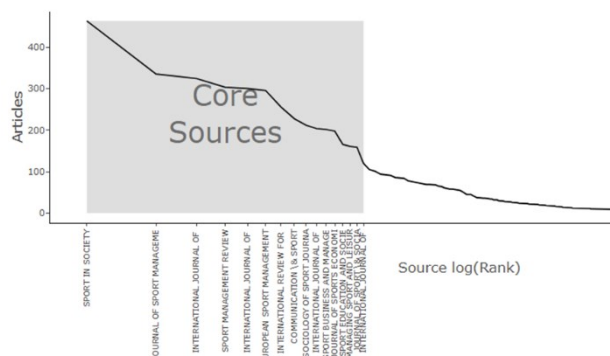 400
300
200
100
0
Articles
Core
Sources
SPORT IN SOCIETY
JOURNAL OF SPORT MANAGEME
INTERNATIONAL JOURNAL OF
SPORT MANAGEMENT REVIEW
INTERNATIONAL JOURNAL OF
EUROPEAN SPORT MANAGEMENT
INTERNATIONAL REVIEW FOR
COMMUNICATION \& SPORT
SOCIOLOGY OF SPORT JOURNA
INTERNATIONAL JOURNAL OF
SPORT BUSINESS AND MANAGE
JOURNAL OF SPORTS ECONOMI
SPORT EDUCATION AND SOCIE
MANAGING SPORT AND LEISUR
JOURNAL OF SPORT \& SOCIA
INTERNATIONAL JOURNAL OF
Source log(Rank)